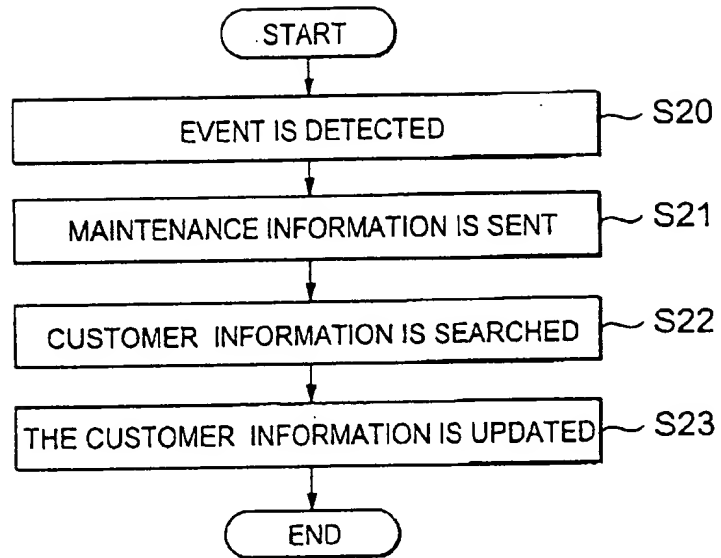 START
EVENT IS DETECTED
S20
MAINTENANCE INFORMATION IS SENT
S21
CUSTOMER INFORMATION IS SEARCHED
S22
THE CUSTOMER INFORMATION IS UPDATED
S23
END